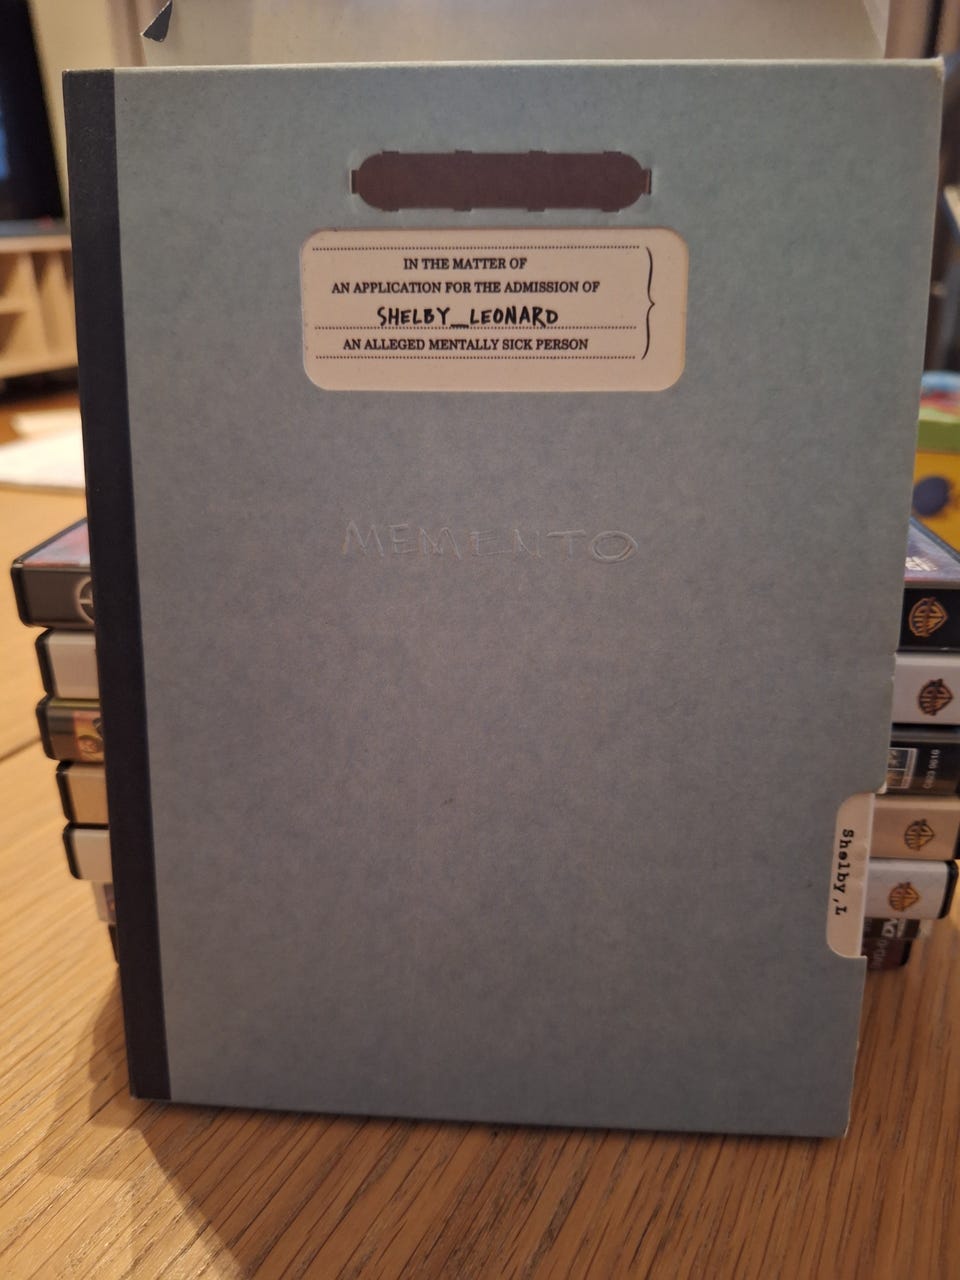 IN THE MATTER OF
AN APPLICATION FOR THE ADMISSION OF
SHELBY_LEONARD
AN ALLEGED MENTALLY SICK PERSON
MEMENTO
Shelby,L